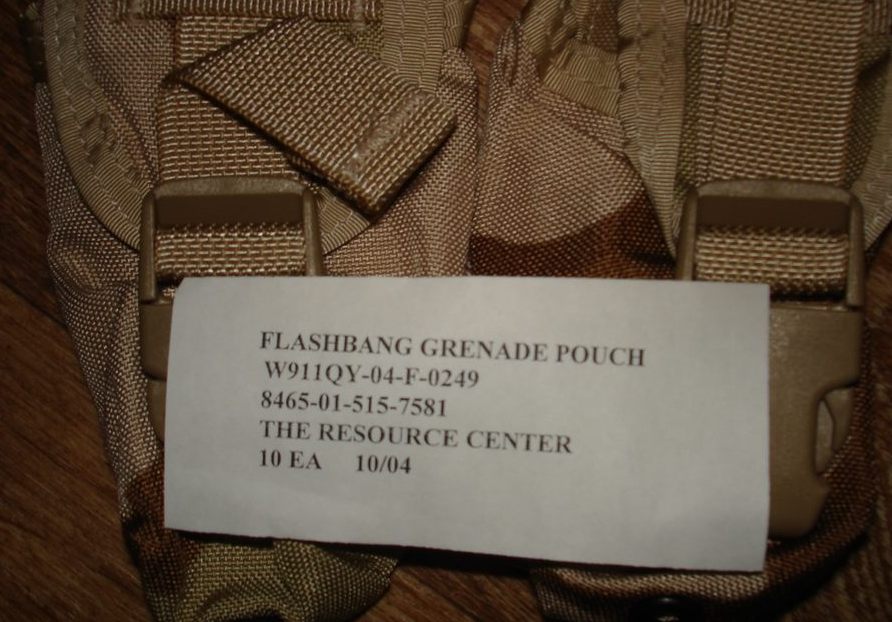 FLASHBANG GRENADE POUCH
W911QY-04-F-0249
8465-01-515-7581
THE RESOURCE CENTER
10 EA 10/04